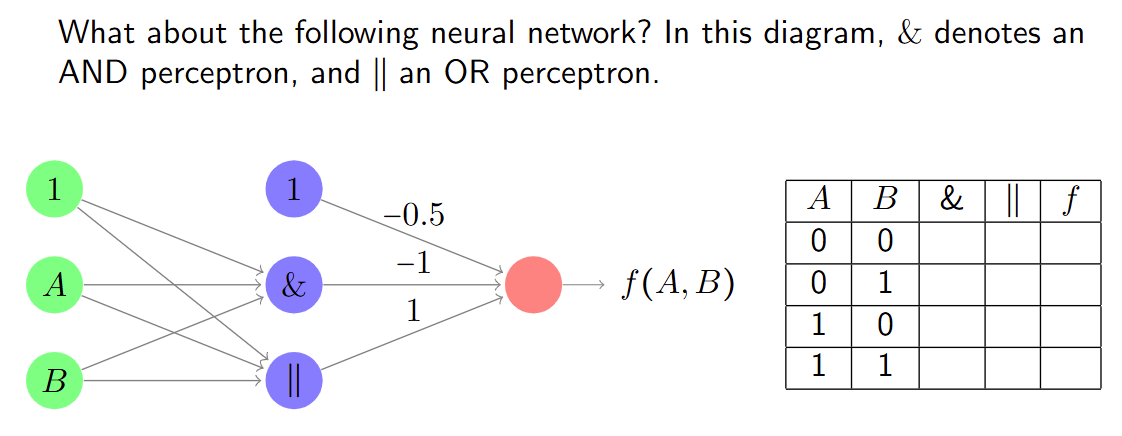 What about the following neural network? In this diagram, & denotes an
AND perceptron, and || an OR perceptron.
1
A
B
1
&
||
–0.5
–1
1
f(A, B)
A B & || f
0 0
0 1
1 0
1 1